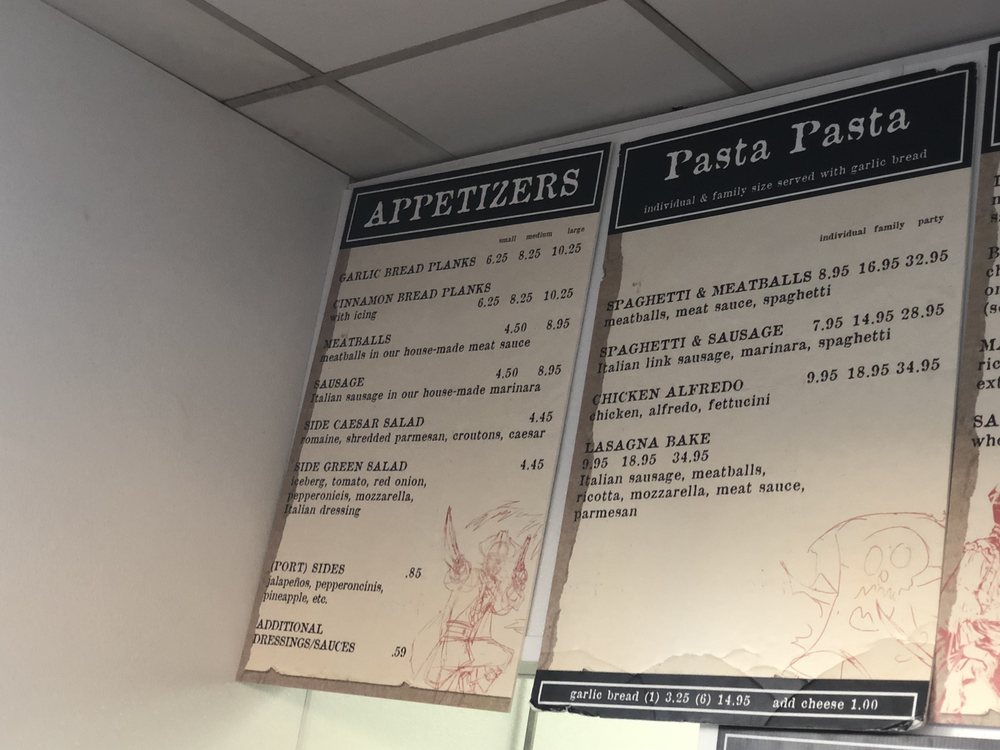 APPETIZERS
small medium large
GARLIC BREAD PLANKS 6.25 8.25 10.25
CINNAMON BREAD PLANKS
with icing 6.25 8.25 10.25
MEATBALLS 4.50 8.95
meatballs in our house-made meat sauce
SAUSAGE 4.50 8.95
Italian sausage in our house-made marinara
SIDE CAESAR SALAD 4.45
romaine, shredded parmesan, croutons, caesar
SIDE GREEN SALAD 4.45
iceberg, tomato, red onion,
pepperonicis, mozzarella,
Italian dressing
(PORT) SIDES .85
jalapeños, pepperoncinis,
pineapple, etc.
ADDITIONAL
DRESSINGS/SAUCES .59
Pasta Pasta
individual & family size served with garlic bread
individual family party
SPAGHETTI & MEATBALLS 8.95 16.95 32.95
meatballs, meat sauce, spaghetti
SPAGHETTI & SAUSAGE 7.95 14.95 28.95
Italian link sausage, marinara, spaghetti
CHICKEN ALFREDO 9.95 18.95 34.95
chicken, alfredo, fettucini
LASAGNA BAKE
9.95 18.95 34.95
Italian sausage, meatballs,
ricotta, mozzarella, meat sauce,
parmesan
garlic bread (1) 3.25 (6) 14.95 add cheese 1.00